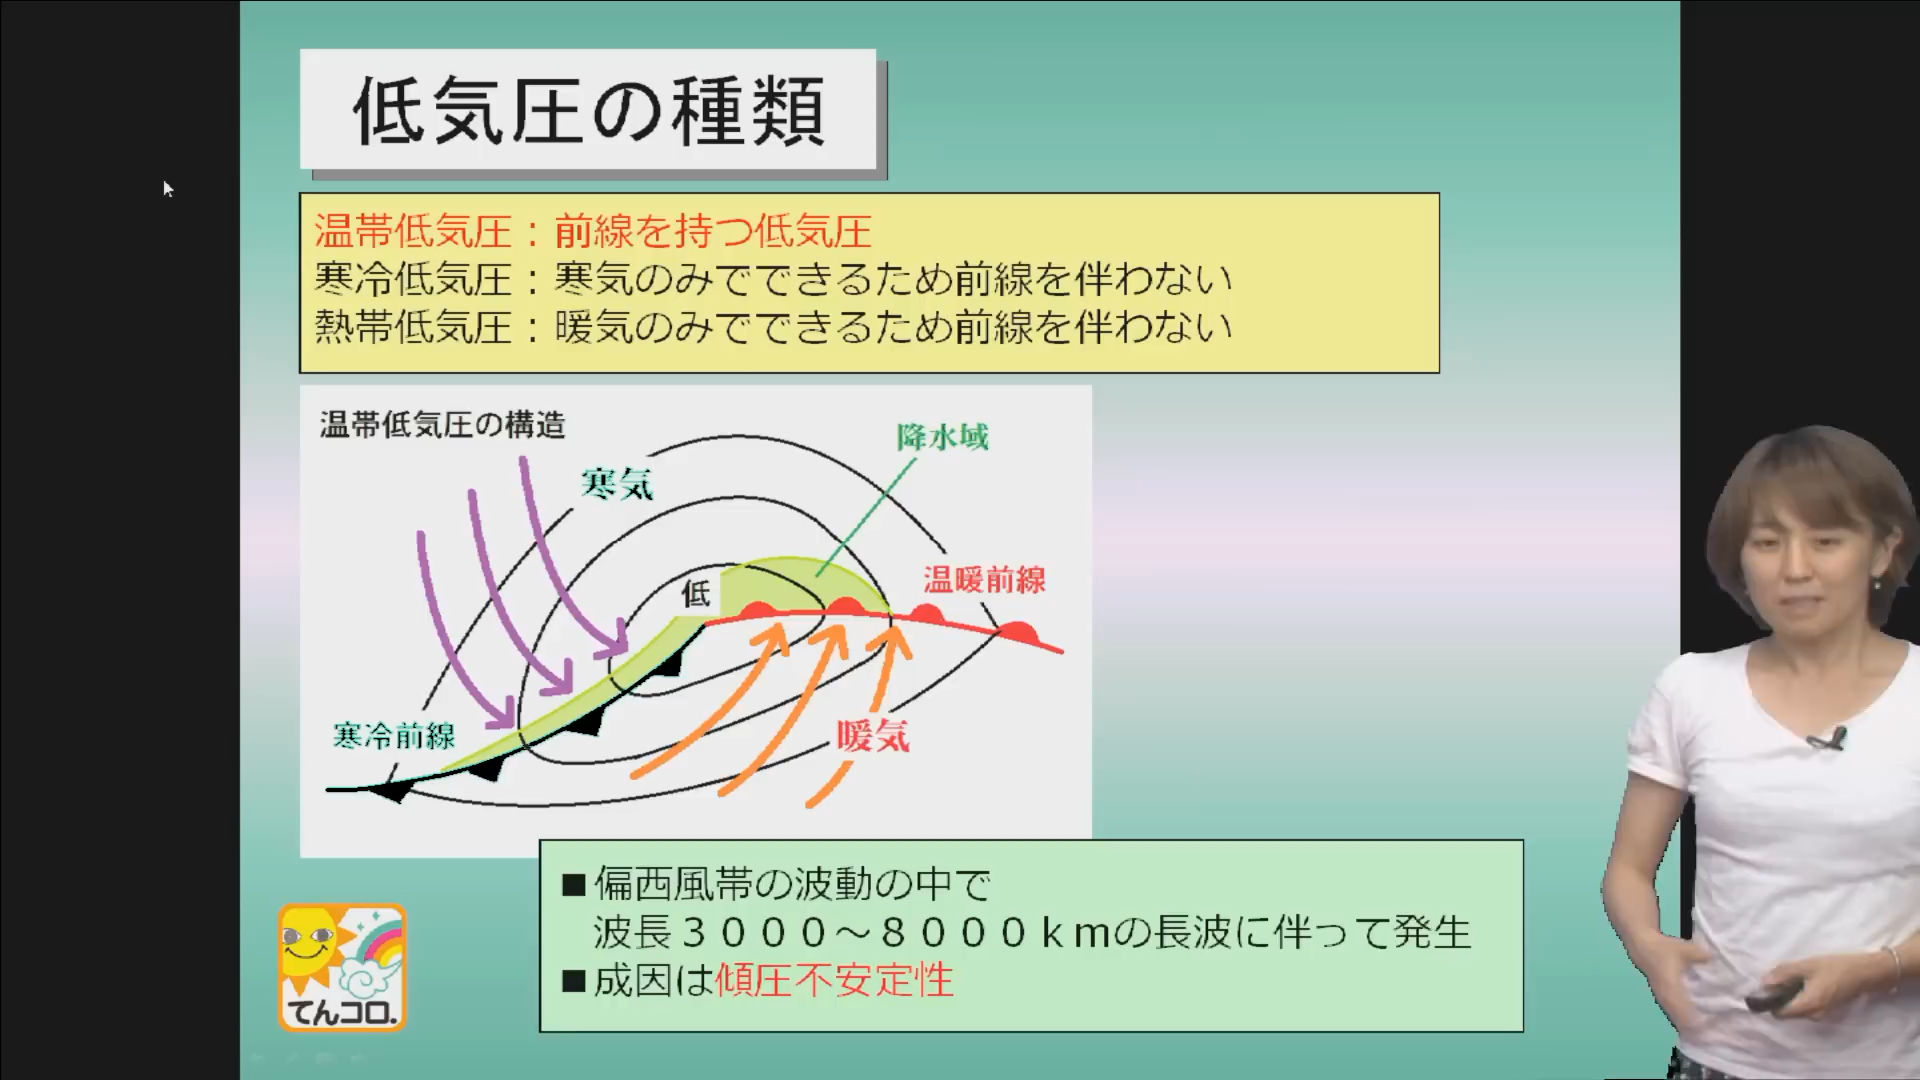 低気圧の種類
温帯低気圧：前線を持つ低気圧
寒冷低気圧：寒気のみでできるため前線を伴わない
熱帯低気圧：暖気のみでできるため前線を伴わない
温帯低気圧の構造
降水域
寒気
低
温暖前線
寒冷前線
暖気
■偏西風帯の波動の中で
波長３０００～８０００ｋｍの長波に伴って発生
■成因は傾圧不安定性
てんコロ.